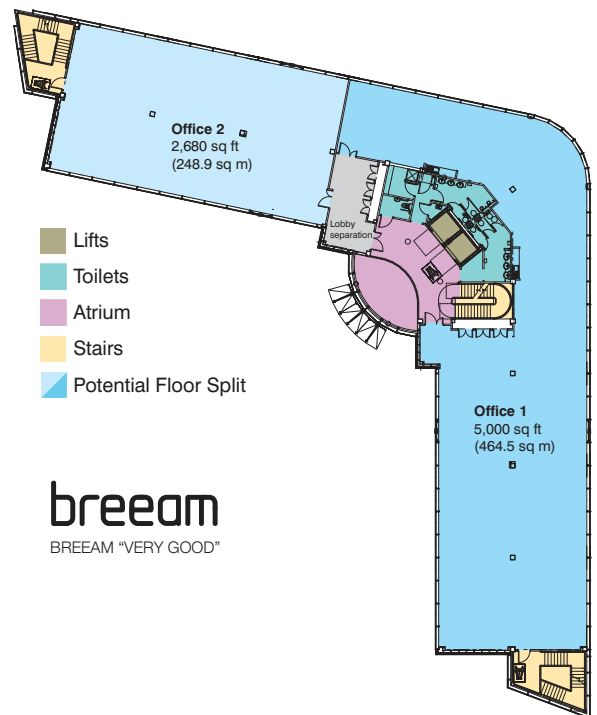 Office 2
2,680 sq ft
(248.9 sq m)
Lobby
separation
Lifts
Toilets
Atrium
Stairs
Potential Floor Split
Office 1
5,000 sq ft
(464.5 sq m)
breeam
BREEAM “VERY GOOD”